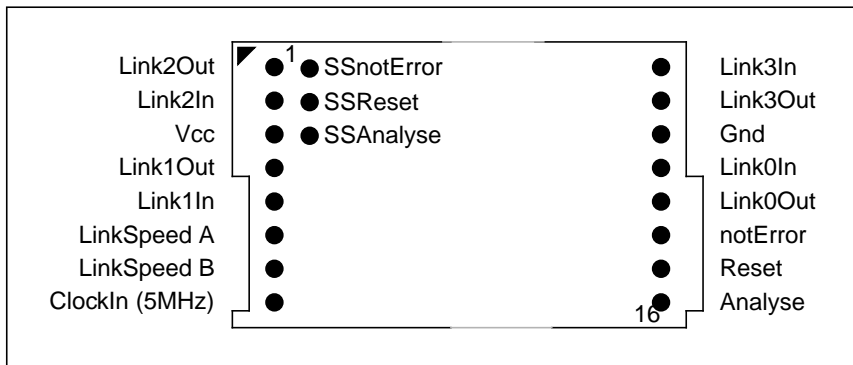 1
Link2Out SSnotError Link3In
Link2In SSReset Link3Out
Vcc SSAnalyse Gnd
Link1Out Link0In
Link1In Link0Out
LinkSpeed A notError
LinkSpeed B Reset
ClockIn (5MHz) Analyse
16